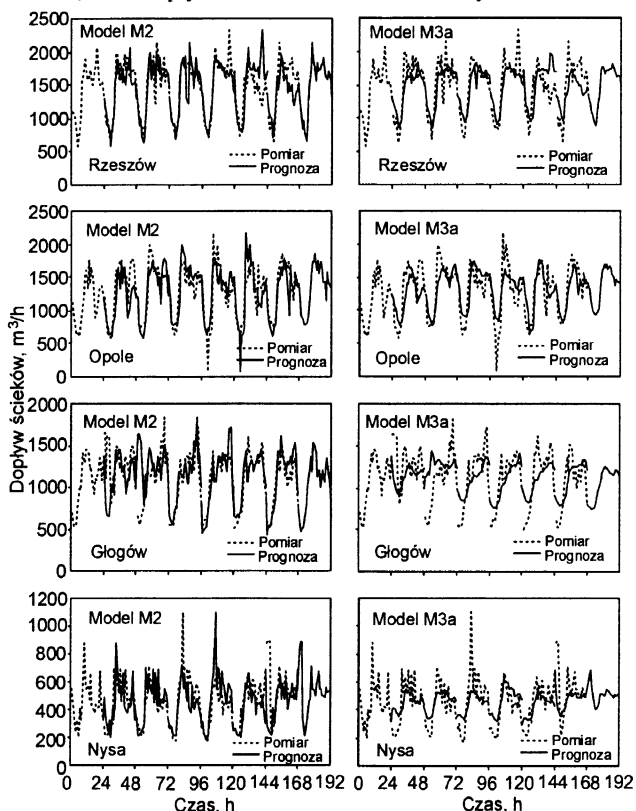 2500
2000
1500
1000
500
0
Model M2
Rzeszów
Pomiar
Prognoza
Model M3a
Rzeszów
Pomiar
Prognoza
Dopływ ścieków, m³/h
2500
2000
1500
1000
500
0
Model M2
Opole
Pomiar
Prognoza
Model M3a
Opole
Pomiar
Prognoza
2000
1500
1000
500
0
Model M2
Głogów
Pomiar
Prognoza
Model M3a
Głogów
Pomiar
Prognoza
1200
1000
800
600
400
200
0
Model M2
Nysa
Pomiar
Prognoza
Model M3a
Nysa
Pomiar
Prognoza
0 24 48 72 96 120 144 168 192
0 24 48 72 96 120 144 168 192
Czas, h
Czas, h